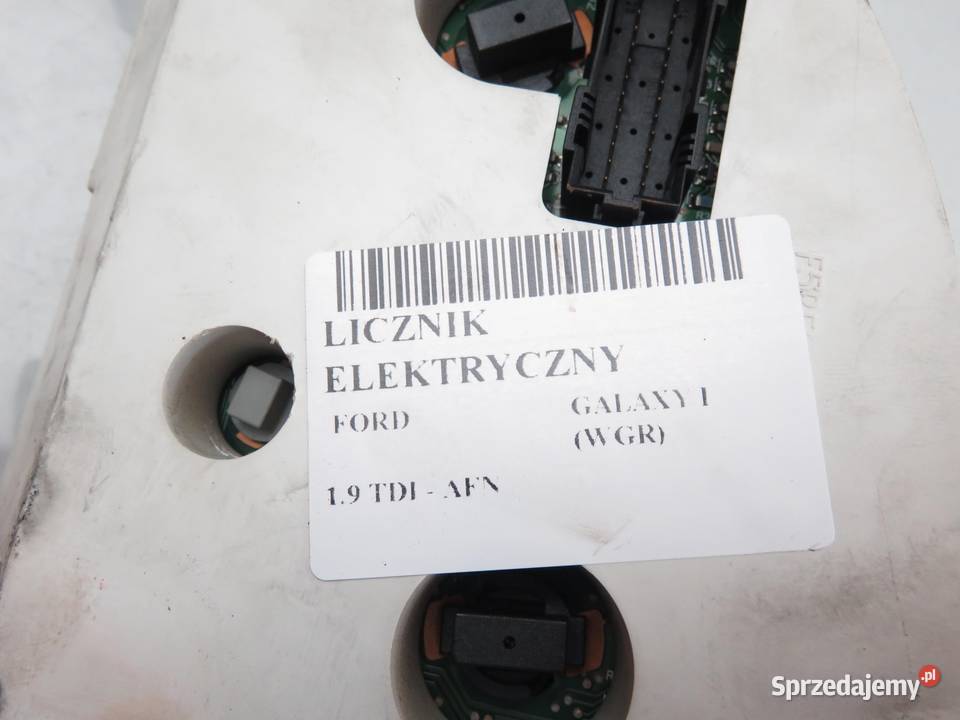 LICZNIK
ELEKTRYCZNY
FORD GALAXY I
(WGR)
1.9 TDI - AFN
Sprzedajemy.pl